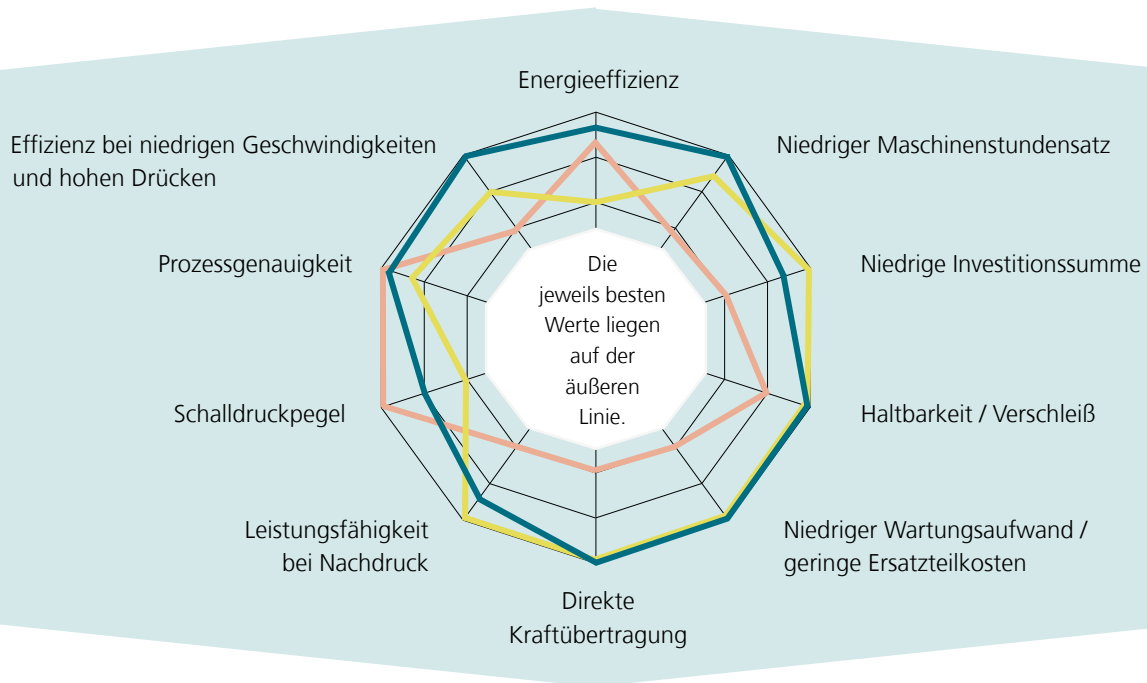 Energieeffizienz
Effizienz bei niedrigen Geschwindigkeiten
und hohen Drücken
Niedriger Maschinenstundensatz
Prozessgenauigkeit
Niedrige Investitionssumme
Die
jeweils besten
Werte liegen
auf der
äußeren
Linie.
Schalldruckpegel
Haltbarkeit / Verschleiß
Leistungsfähigkeit
bei Nachdruck
Niedriger Wartungsaufwand /
geringe Ersatzteilkosten
Direkte
Kraftübertragung